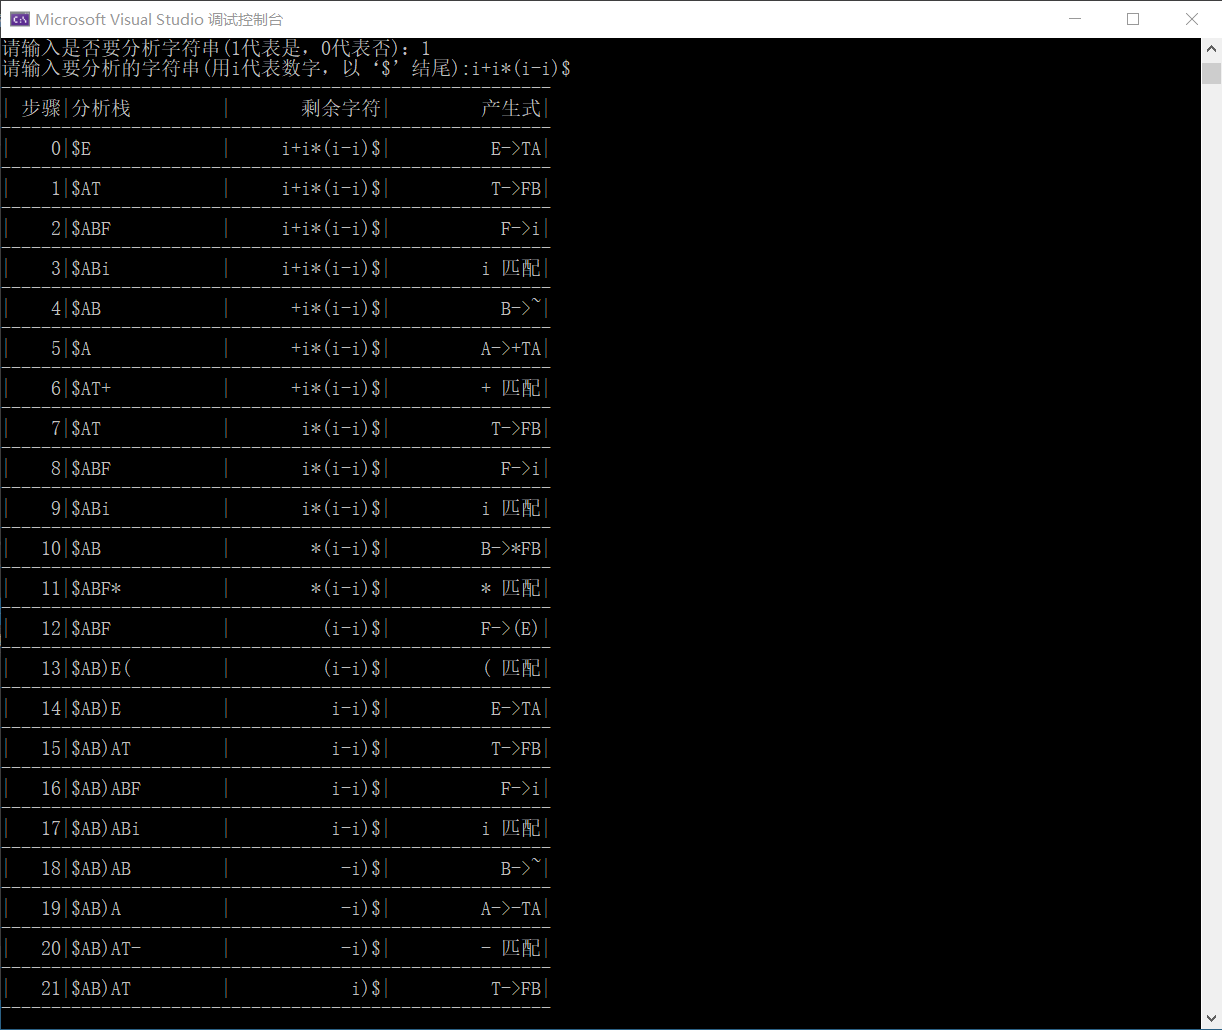 Microsoft Visual Studio 调试控制台
请输入是否要分析字符串(1代表是，0代表否)：1
请输入要分析的字符串(用i代表数字，以‘$’结尾):i+i*(i-i)$
| 步骤|分析栈 | 剩余字符| 产生式|
| 0|$E | i+i*(i-i)$| E->TA|
| 1|$AT | i+i*(i-i)$| T->FB|
| 2|$ABF | i+i*(i-i)$| F->i|
| 3|$ABi | i+i*(i-i)$| i 匹配|
| 4|$AB | +i*(i-i)$| B->~|
| 5|$A | +i*(i-i)$| A->+TA|
| 6|$AT+ | +i*(i-i)$| + 匹配|
| 7|$AT | i*(i-i)$| T->FB|
| 8|$ABF | i*(i-i)$| F->i|
| 9|$ABi | i*(i-i)$| i 匹配|
| 10|$AB | *(i-i)$| B->*FB|
| 11|$ABF* | *(i-i)$| * 匹配|
| 12|$ABF | (i-i)$| F->(E)|
| 13|$AB)E( | (i-i)$| ( 匹配|
| 14|$AB)E | i-i)$| E->TA|
| 15|$AB)AT | i-i)$| T->FB|
| 16|$AB)ABF | i-i)$| F->i|
| 17|$AB)ABi | i-i)$| i 匹配|
| 18|$AB)AB | -i)$| B->~|
| 19|$AB)A | -i)$| A->-TA|
| 20|$AB)AT- | -i)$| - 匹配|
| 21|$AB)AT | i)$| T->FB|